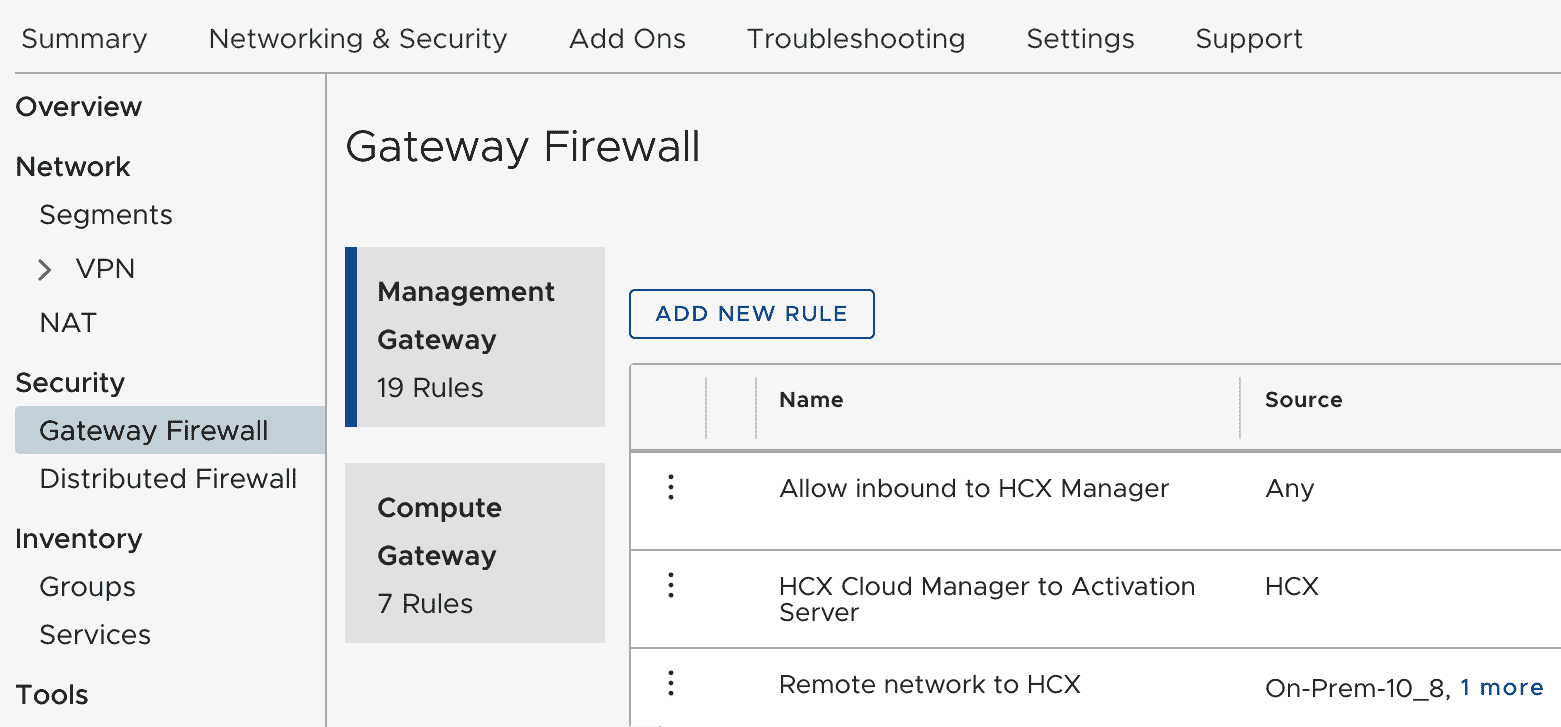 Summary Networking & Security Add Ons Troubleshooting Settings Support
Overview
Network
Segments
VPN
NAT
Security
Gateway Firewall
Distributed Firewall
Inventory
Groups
Services
Tools
Gateway Firewall
Management
Gateway
19 Rules
Compute
Gateway
7 Rules
ADD NEW RULE
Name Source
Allow inbound to HCX Manager Any
HCX Cloud Manager to Activation HCX
Server
Remote network to HCX On-Prem-10_8, 1 more